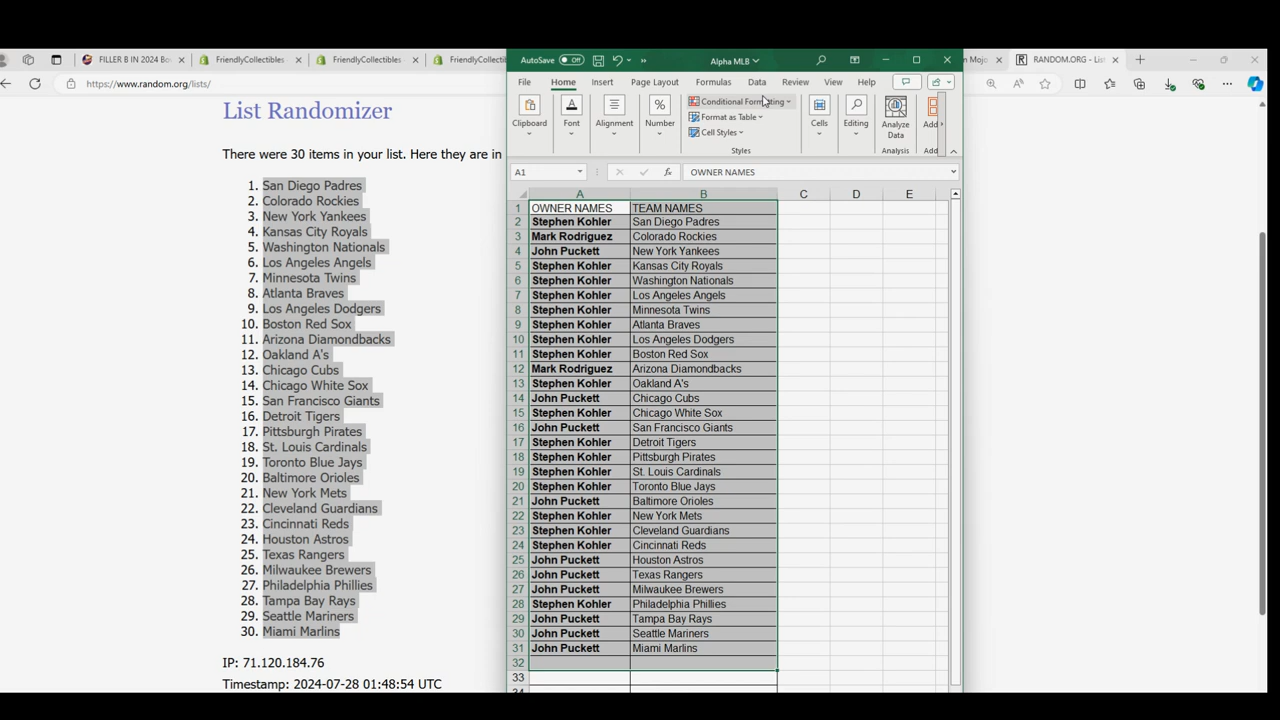 FILLER B IN 2024 Bo
FriendlyCollectibles
FriendlyCollectibles
FriendlyCollectibles
n Mojo
RANDOM.ORG - Lis
https://www.random.org/lists/
List Randomizer
There were 30 items in your list. Here they are in
1. San Diego Padres
2. Colorado Rockies
3. New York Yankees
4. Kansas City Royals
5. Washington Nationals
6. Los Angeles Angels
7. Minnesota Twins
8. Atlanta Braves
9. Los Angeles Dodgers
10. Boston Red Sox
11. Arizona Diamondbacks
12. Oakland A's
13. Chicago Cubs
14. Chicago White Sox
15. San Francisco Giants
16. Detroit Tigers
17. Pittsburgh Pirates
18. St. Louis Cardinals
19. Toronto Blue Jays
20. Baltimore Orioles
21. New York Mets
22. Cleveland Guardians
23. Cincinnati Reds
24. Houston Astros
25. Texas Rangers
26. Milwaukee Brewers
27. Philadelphia Phillies
28. Tampa Bay Rays
29. Seattle Mariners
30. Miami Marlins
IP: 71.120.184.76
Timestamp: 2024-07-28 01:48:54 UTC
AutoSave Off Alpha MLB
File Home Insert Page Layout Formulas Data Review View Help
Clipboard Font Alignment Number
Conditional Formatting
Format as Table
Cell Styles
Styles
Cells Editing
Analyze Data
Analysis
Add
Add
A1 fx OWNER NAMES
A B C D E
1 OWNER NAMES TEAM NAMES
2 Stephen Kohler San Diego Padres
3 Mark Rodriguez Colorado Rockies
4 John Puckett New York Yankees
5 Stephen Kohler Kansas City Royals
6 Stephen Kohler Washington Nationals
7 Stephen Kohler Los Angeles Angels
8 Stephen Kohler Minnesota Twins
9 Stephen Kohler Atlanta Braves
10 Stephen Kohler Los Angeles Dodgers
11 Stephen Kohler Boston Red Sox
12 Mark Rodriguez Arizona Diamondbacks
13 Stephen Kohler Oakland A's
14 John Puckett Chicago Cubs
15 Stephen Kohler Chicago White Sox
16 John Puckett San Francisco Giants
17 Stephen Kohler Detroit Tigers
18 Stephen Kohler Pittsburgh Pirates
19 Stephen Kohler St. Louis Cardinals
20 Stephen Kohler Toronto Blue Jays
21 John Puckett Baltimore Orioles
22 Stephen Kohler New York Mets
23 Stephen Kohler Cleveland Guardians
24 Stephen Kohler Cincinnati Reds
25 John Puckett Houston Astros
26 John Puckett Texas Rangers
27 John Puckett Milwaukee Brewers
28 Stephen Kohler Philadelphia Phillies
29 John Puckett Tampa Bay Rays
30 John Puckett Seattle Mariners
31 John Puckett Miami Marlins
32
33